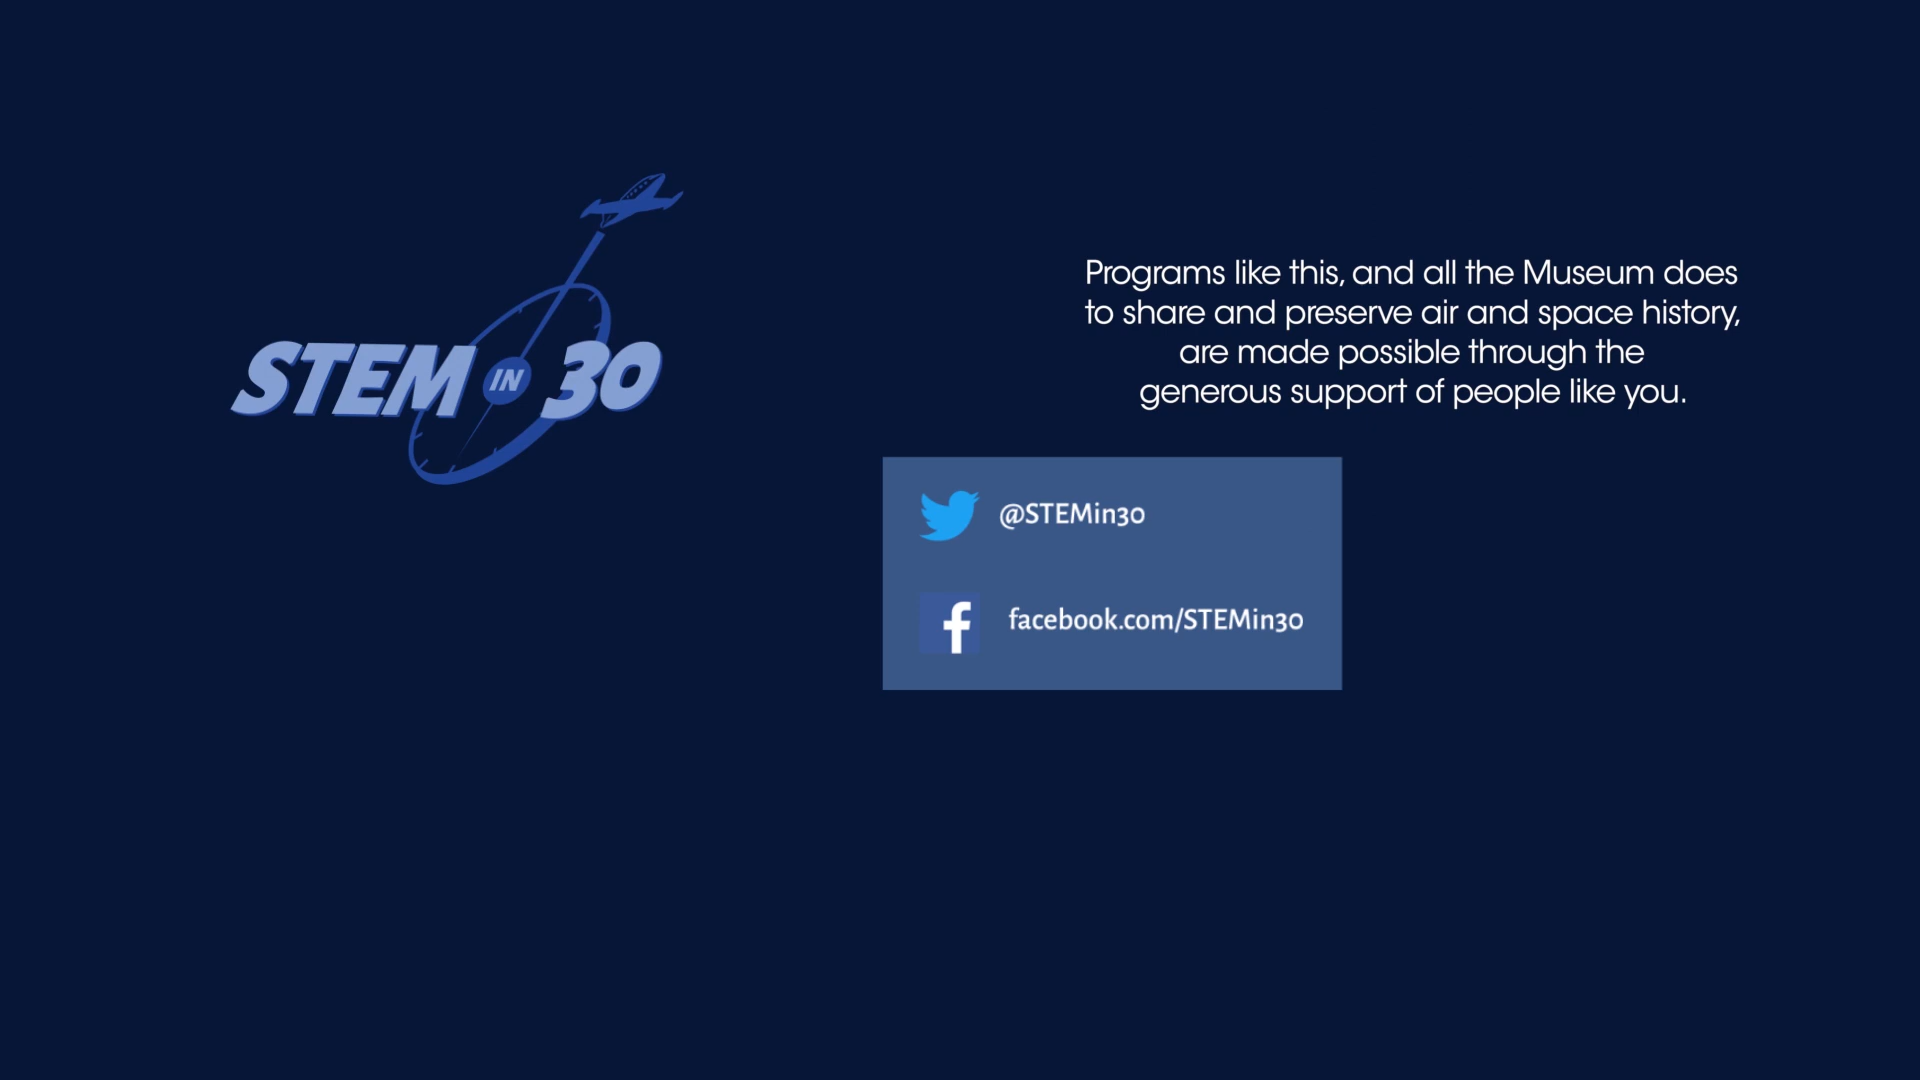 STEM IN 30
Programs like this, and all the Museum does
to share and preserve air and space history,
are made possible through the
generous support of people like you.
@STEMin30
facebook.com/STEMin30